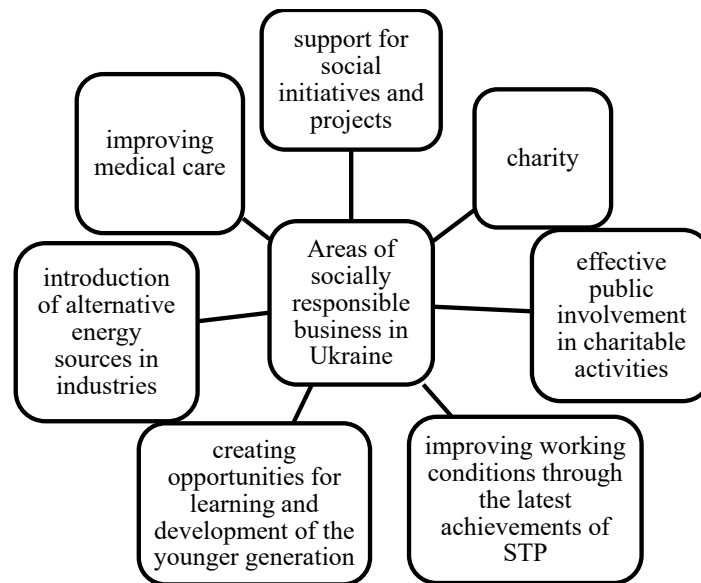 support for
social
initiatives and
projects
charity
effective
public
involvement
in charitable
activities
improving working
conditions through
the latest
achievements of
STP
creating
opportunities for
learning and
development of the
younger generation
introduction
of alternative
energy
sources in
industries
improving
medical care
Areas of
socially
responsible
business in
Ukraine